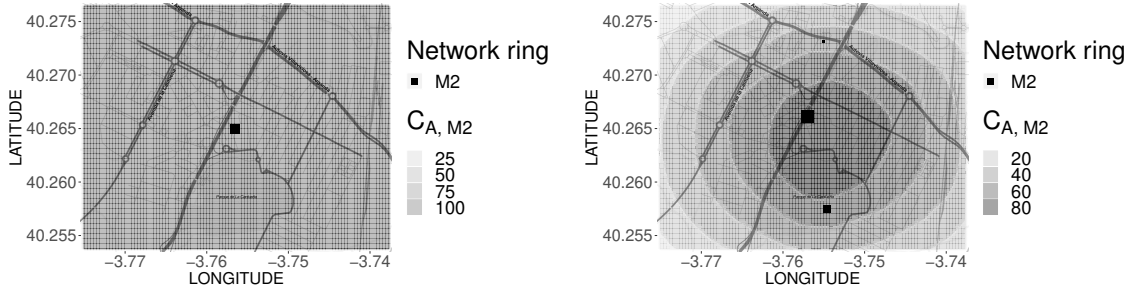 40.275
40.270
40.265
40.260
40.255
LATITUDE
−3.77
−3.76
−3.75
−3.74
LONGITUDE
Network ring
M2
C_A, M2
25
50
75
100
40.275
40.270
40.265
40.260
40.255
LATITUDE
−3.77
−3.76
−3.75
−3.74
LONGITUDE
Network ring
M2
C_A, M2
20
40
60
80